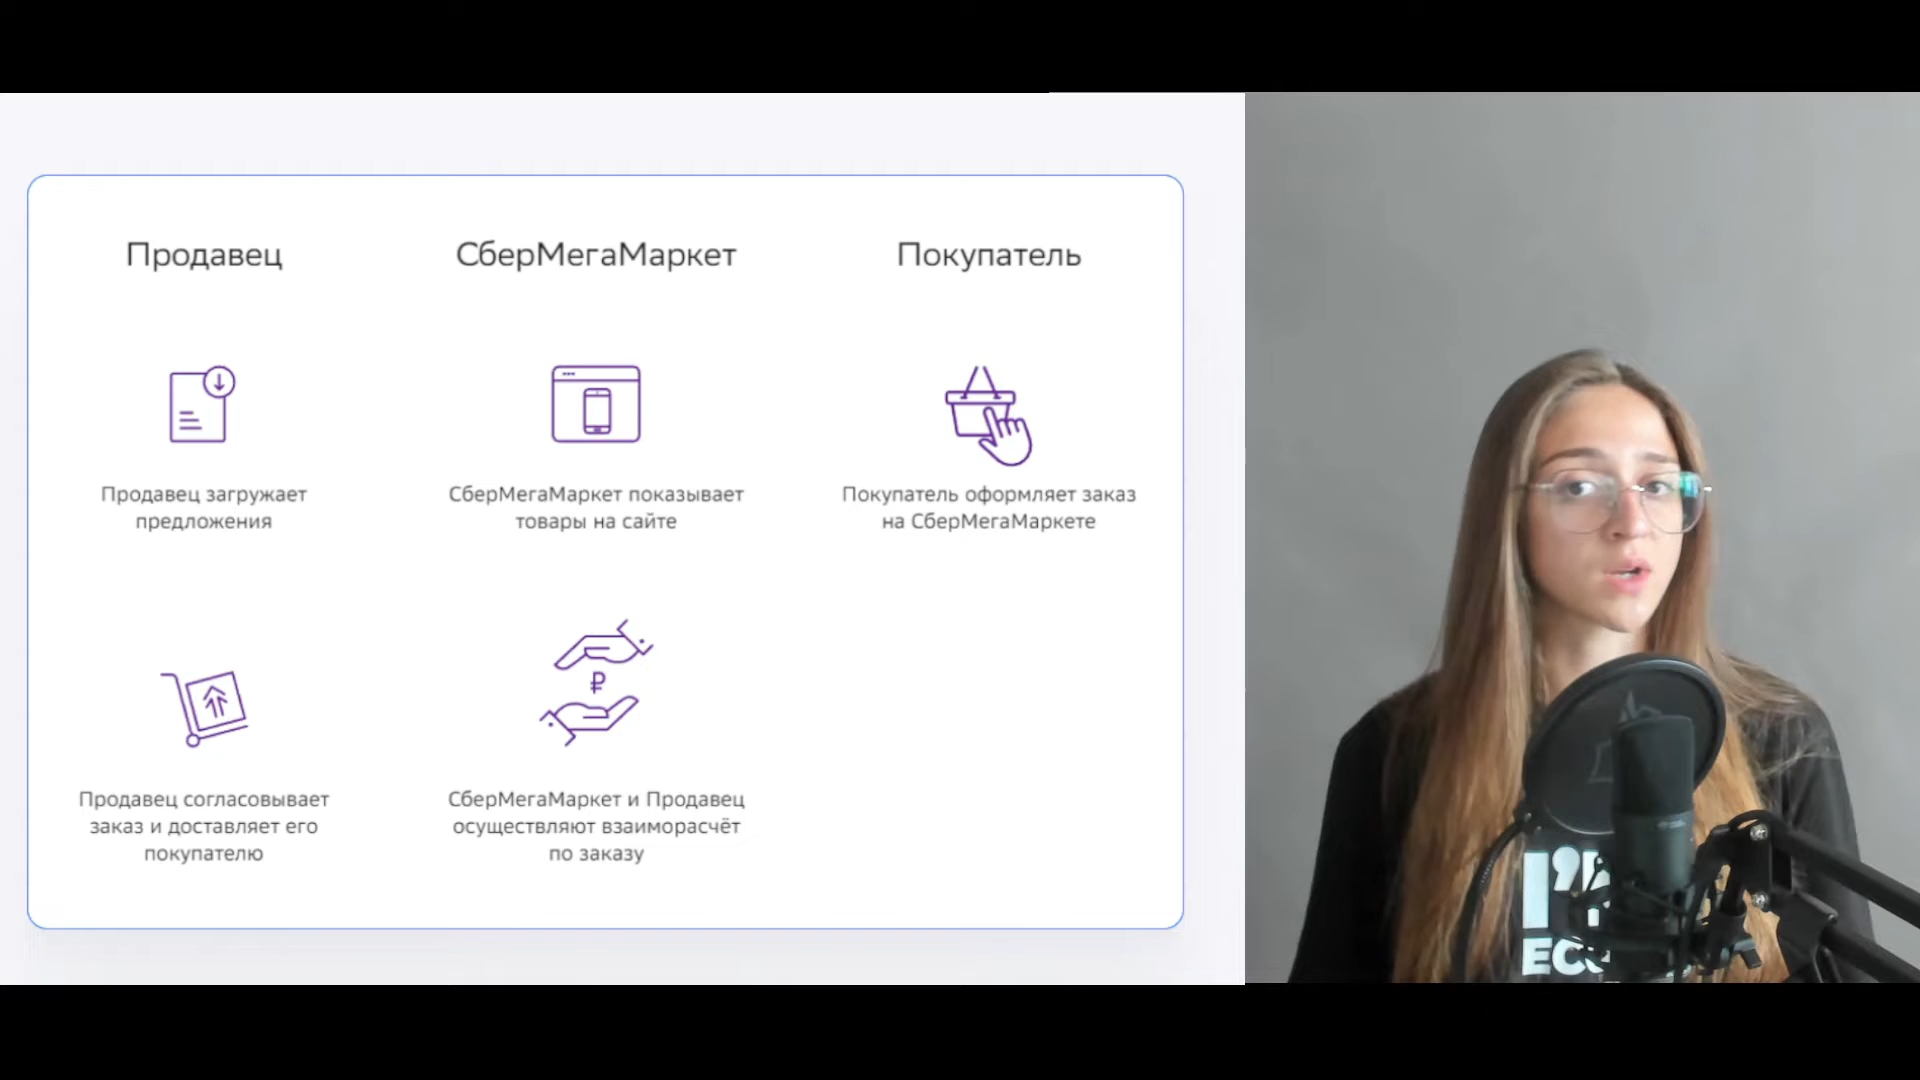 Продавец
СберМегаМаркет
Покупатель
Продавец загружает
предложения
СберМегаМаркет показывает
товары на сайте
Покупатель оформляет заказ
на СберМегаМаркете
₽
Продавец согласовывает
заказ и доставляет его
покупателю
СберМегаМаркет и Продавец
осуществляют взаиморасчёт
по заказу